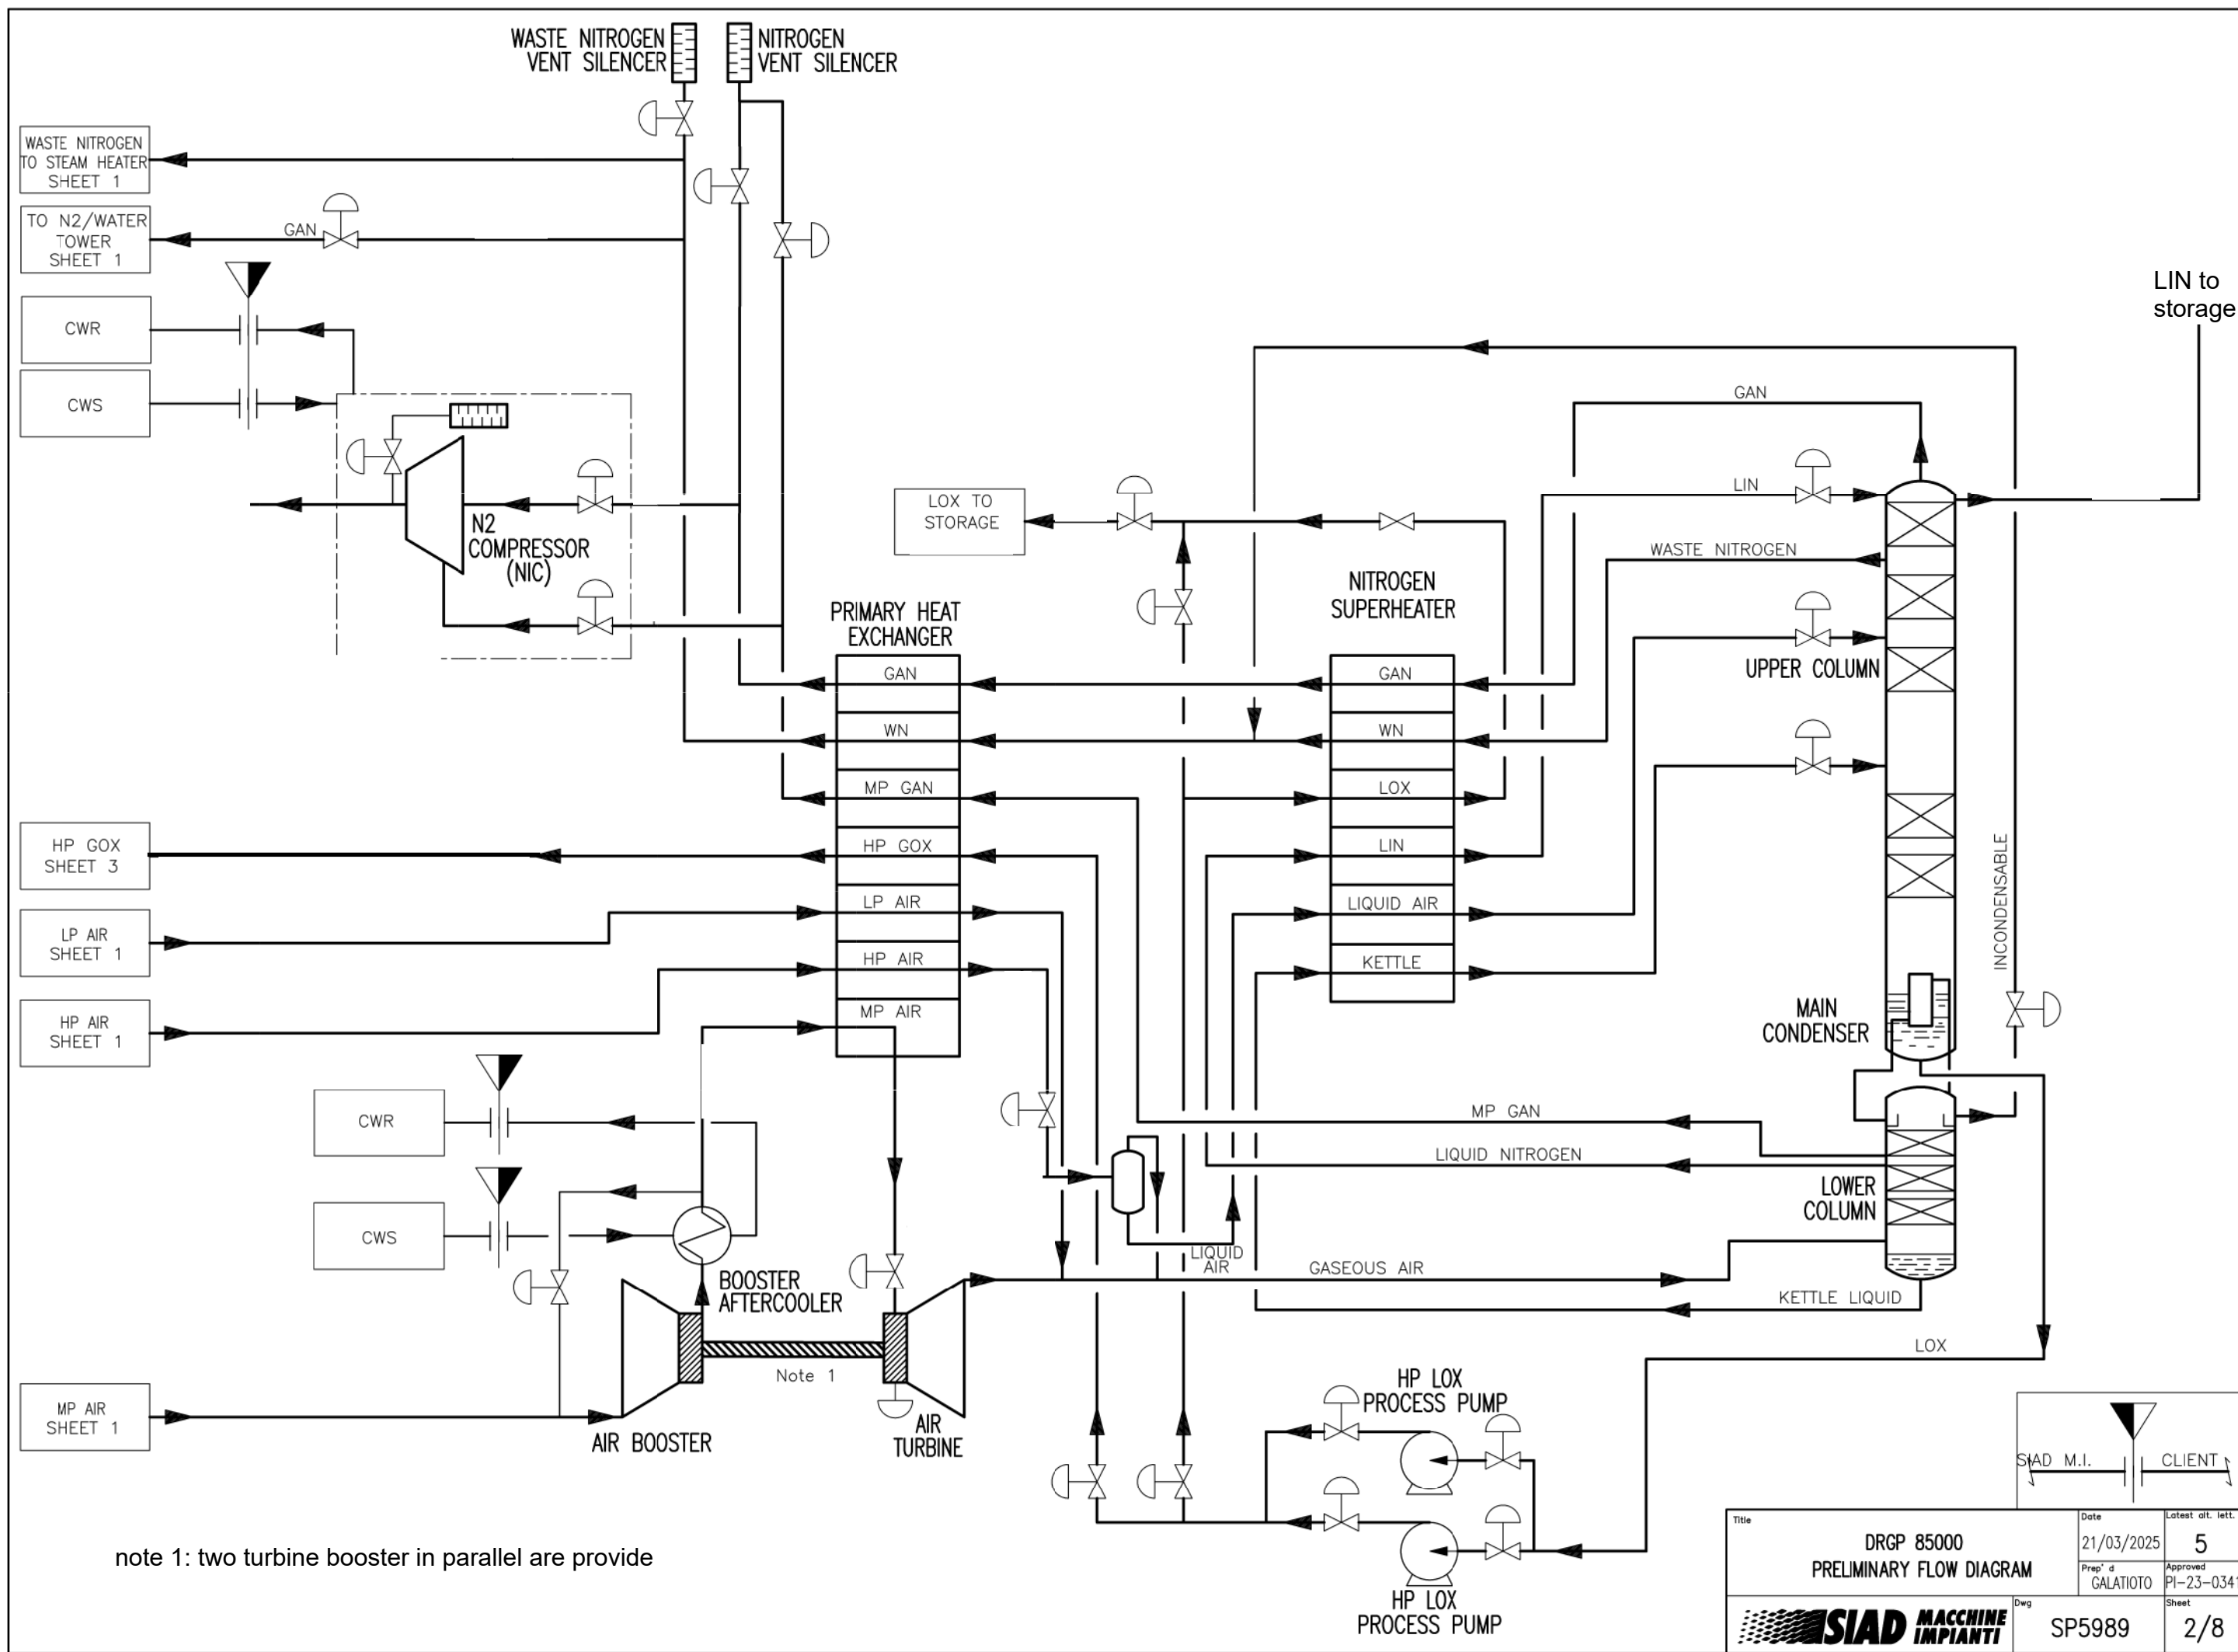 WASTE NITROGEN
VENT SILENCER
NITROGEN
VENT SILENCER
WASTE NITROGEN
TO STEAM HEATER
SHEET 1
TO N2/WATER
TOWER
SHEET 1
GAN
CWR
CWS
N2
COMPRESSOR
(NIC)
LIN to
storage
GAN
LIN
LOX TO
STORAGE
WASTE NITROGEN
NITROGEN
SUPERHEATER
PRIMARY HEAT
EXCHANGER
UPPER COLUMN
GAN
GAN
WN
WN
MP GAN
LOX
HP GOX
SHEET 3
HP GOX
LIN
INCONDENSABLE
LP AIR
SHEET 1
LP AIR
LIQUID AIR
HP AIR
KETTLE
HP AIR
SHEET 1
MP AIR
MAIN
CONDENSER
CWR
MP GAN
LIQUID NITROGEN
LOWER
COLUMN
CWS
LIQUID
AIR
GASEOUS AIR
BOOSTER
AFTERCOOLER
KETTLE LIQUID
LOX
Note 1
HP LOX
PROCESS PUMP
MP AIR
SHEET 1
AIR BOOSTER
AIR
TURBINE
SIAD M.I.
CLIENT
note 1: two turbine booster in parallel are provide
HP LOX
PROCESS PUMP
Title
DRGP 85000
PRELIMINARY FLOW DIAGRAM
Date
21/03/2025
Latest alt. lett.
5
Prep' d
GALATIOTO
Approved
PI-23-0341
SIAD MACCHINE
IMPIANTI
Dwg
SP5989
Sheet
2/8